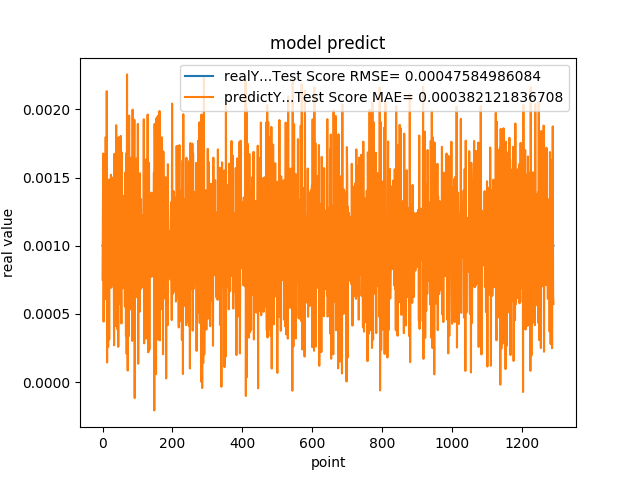 model predict
realY...Test Score RMSE= 0.00047584986084
predictY...Test Score MAE= 0.000382121836708
0.0020
0.0015
0.0010
0.0005
0.0000
real value
0 200 400 600 800 1000 1200
point